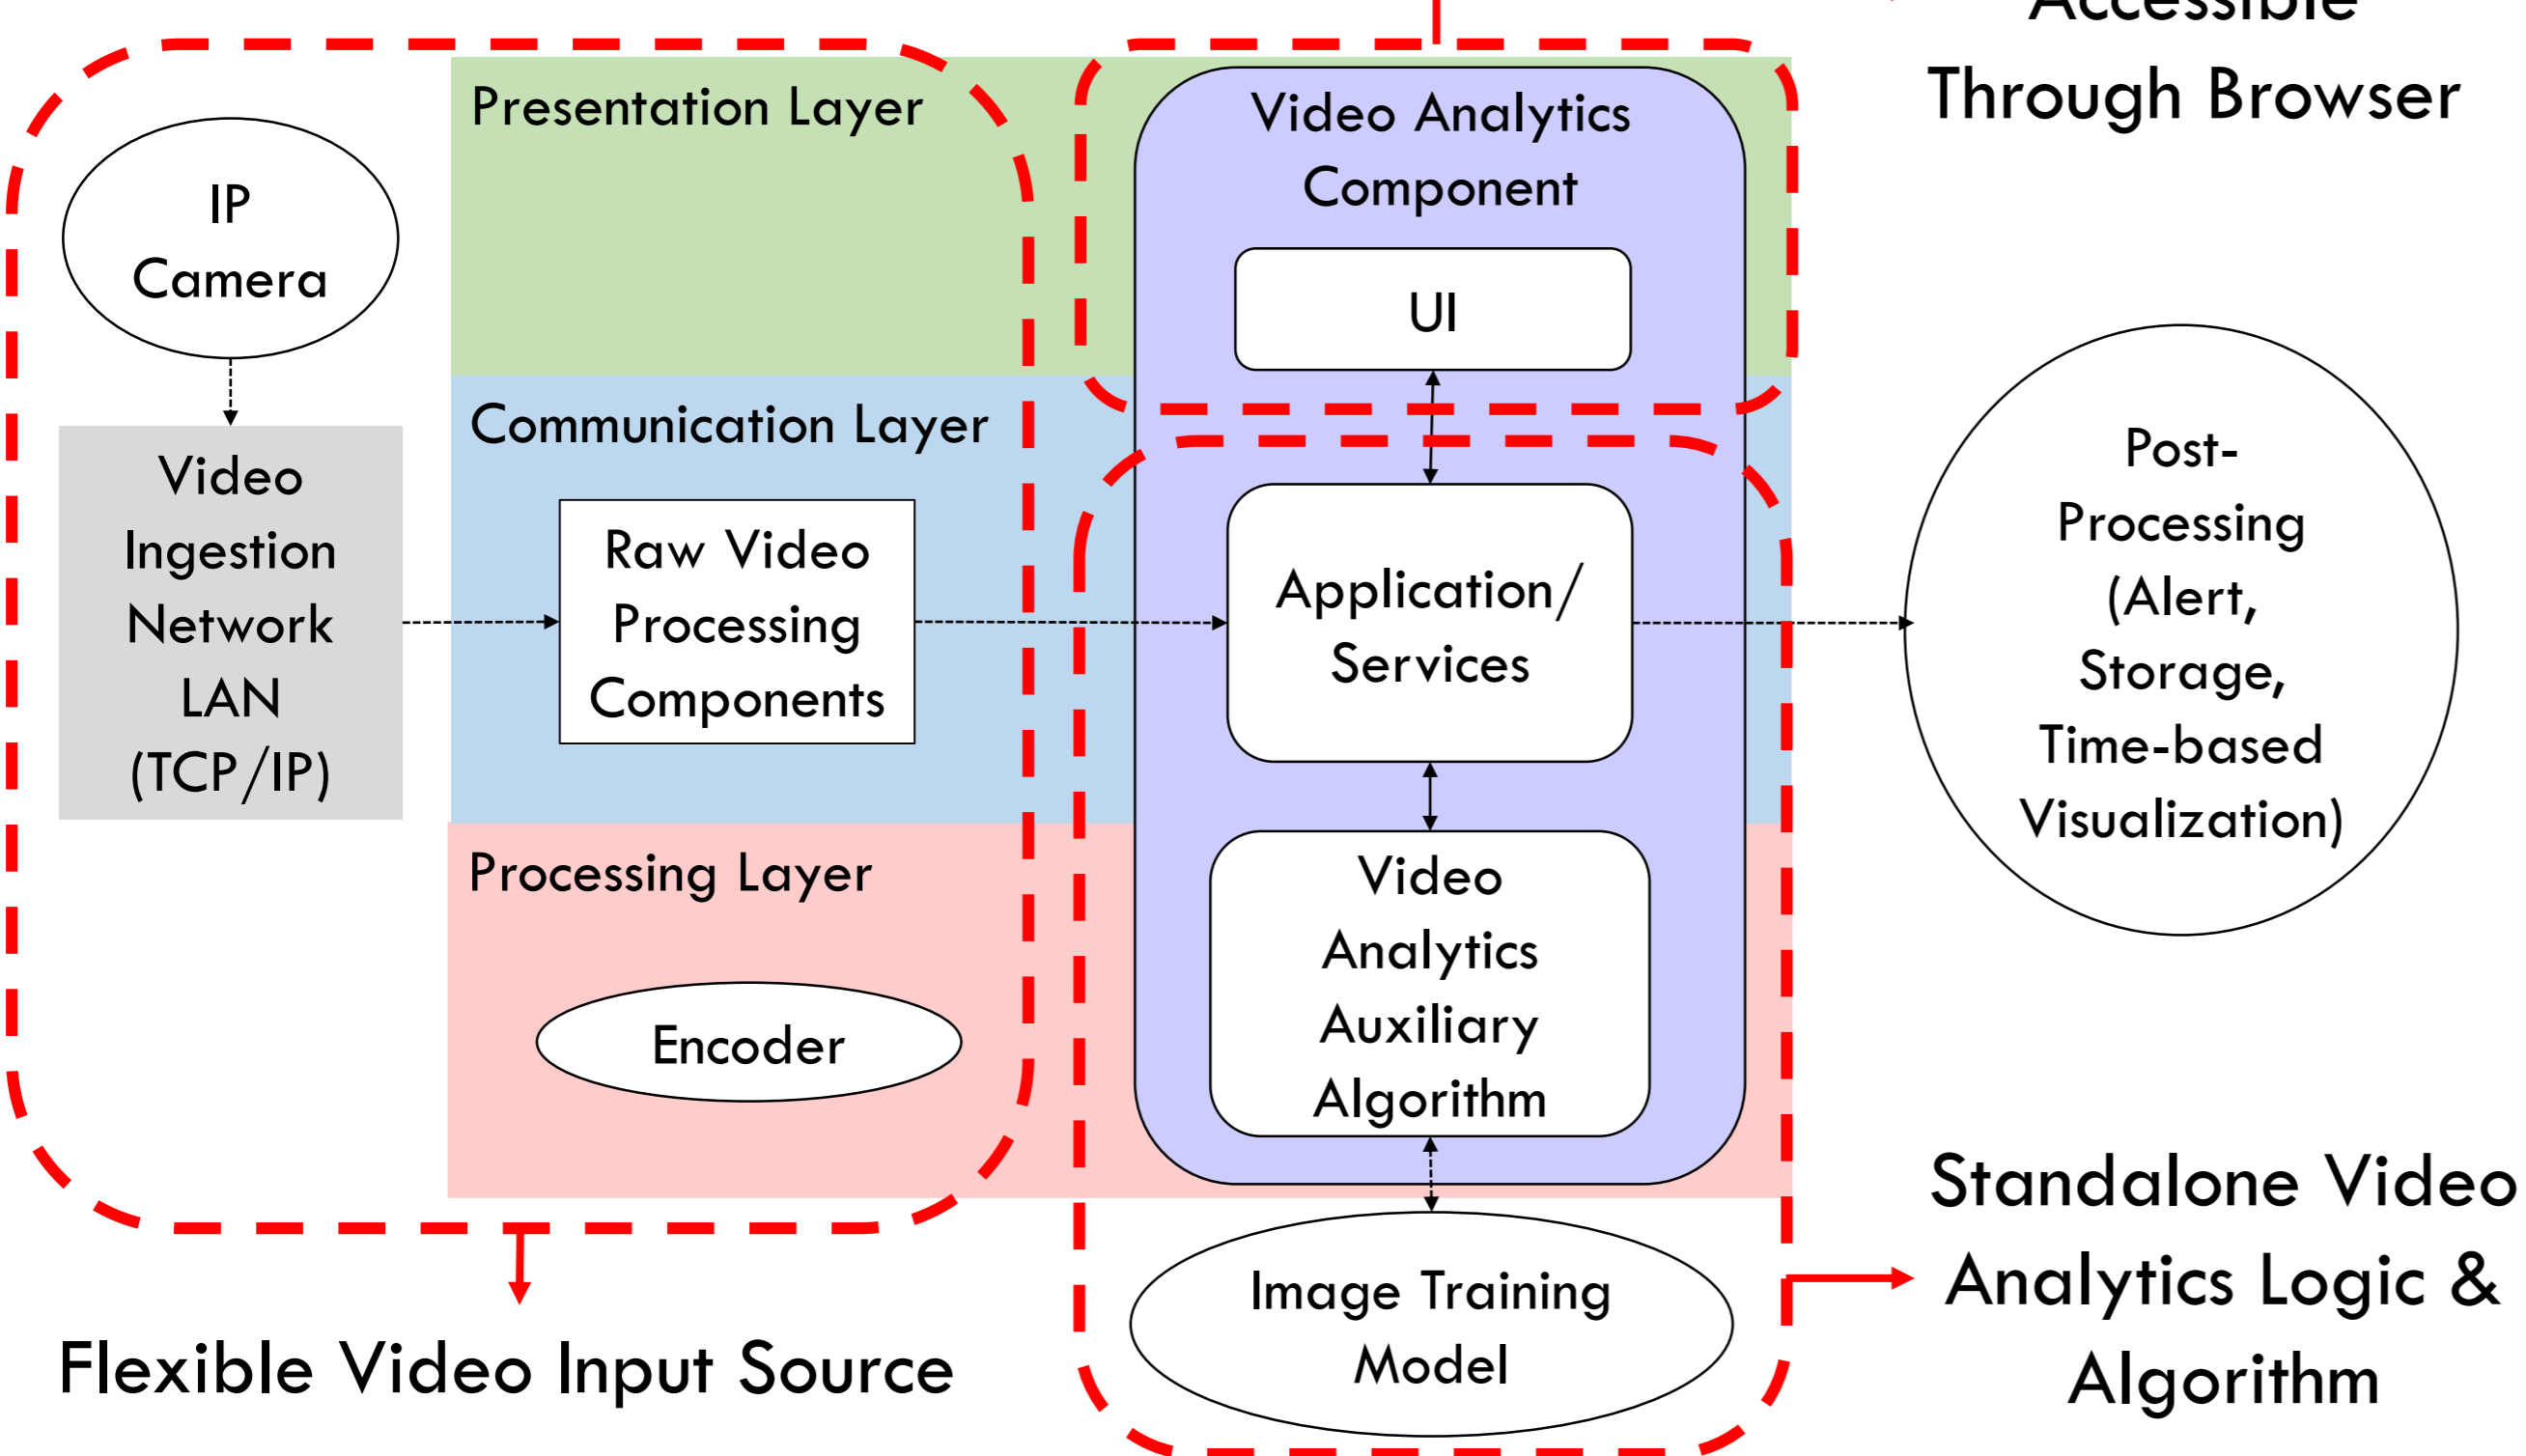 Accessible
Through Browser
Presentation Layer
Video Analytics
Component
IP
Camera
UI
Communication Layer
Video
Ingestion
Network
LAN
(TCP/IP)
Raw Video
Processing
Components
Application/
Services
Post-
Processing
(Alert,
Storage,
Time-based
Visualization)
Processing Layer
Video
Analytics
Auxiliary
Algorithm
Encoder
Image Training
Model
Standalone Video
Analytics Logic &
Algorithm
Flexible Video Input Source